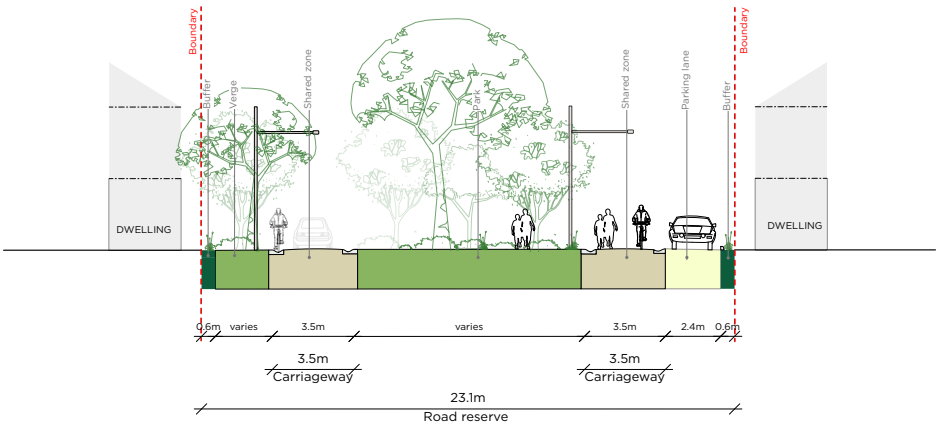 Boundary
Buffer
Verge
Shared zone
Park
Shared zone
Parking lane
Buffer
Boundary
DWELLING
DWELLING
0.6m varies 3.5m varies 3.5m 2.4m 0.6m
3.5m 3.5m
Carriageway Carriageway
23.1m
Road reserve